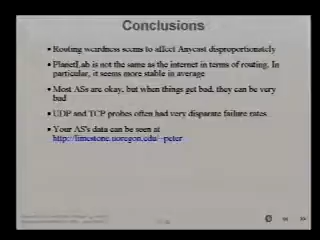 Conclusions
Routing weirdness seems to affect Anycast disproportionately
PlanetLab is not the same as the internet in terms of routing. In
particular, it seems more stable in average
Most ASs are okay, but when things get bad, they can be very
bad
UDP and TCP probes often had very disparate failure rates
Your AS's data can be seen at
http://limestone.uoregon.edu/~peter